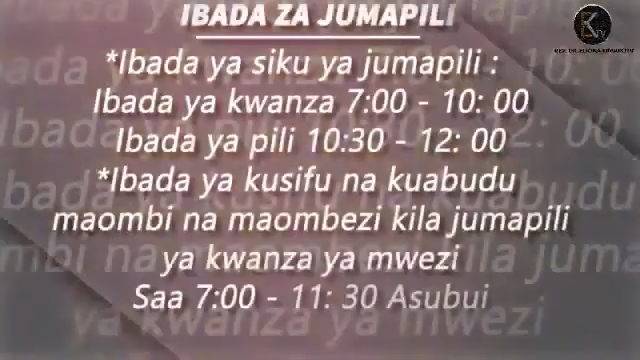 IBADA ZA JUMAPILI
*Ibada ya siku ya jumapili :
Ibada ya kwanza 7:00 - 10: 00
Ibada ya pili 10:30 - 12: 00
*Ibada ya kusifu na kuabudu
maombi na maombezi kila jumapili
ya kwanza ya mwezi
Saa 7:00 - 11: 30 Asubui